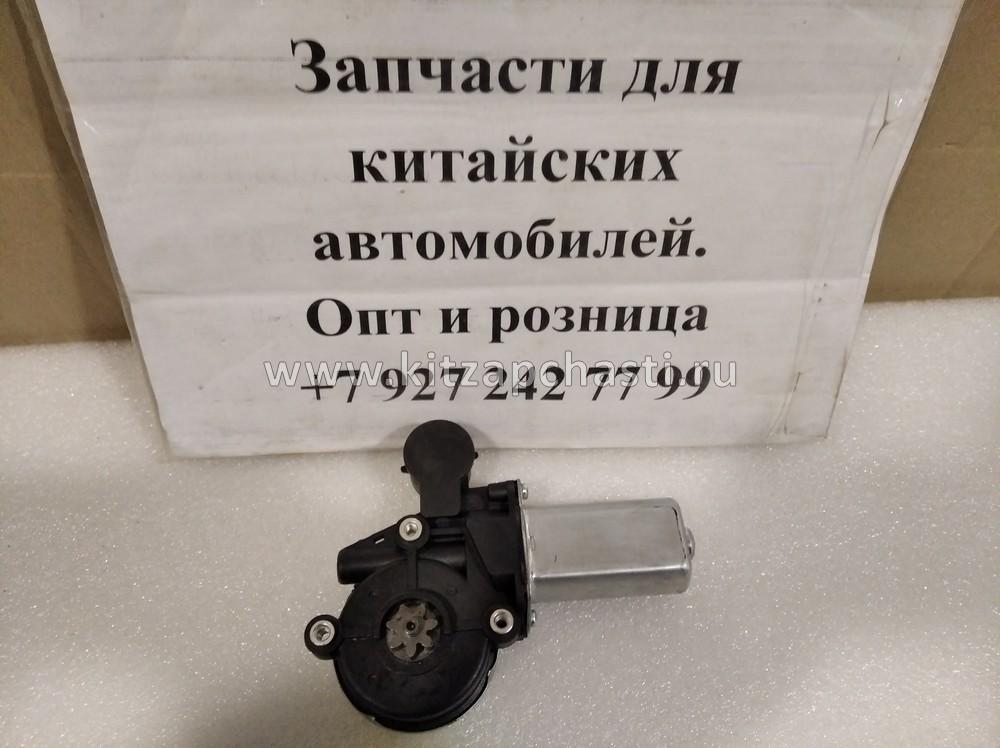 Запчасти для
китайских
автомобилей.
Опт и розница
www.kitzapchasti.ru
+7 927 242 77 99